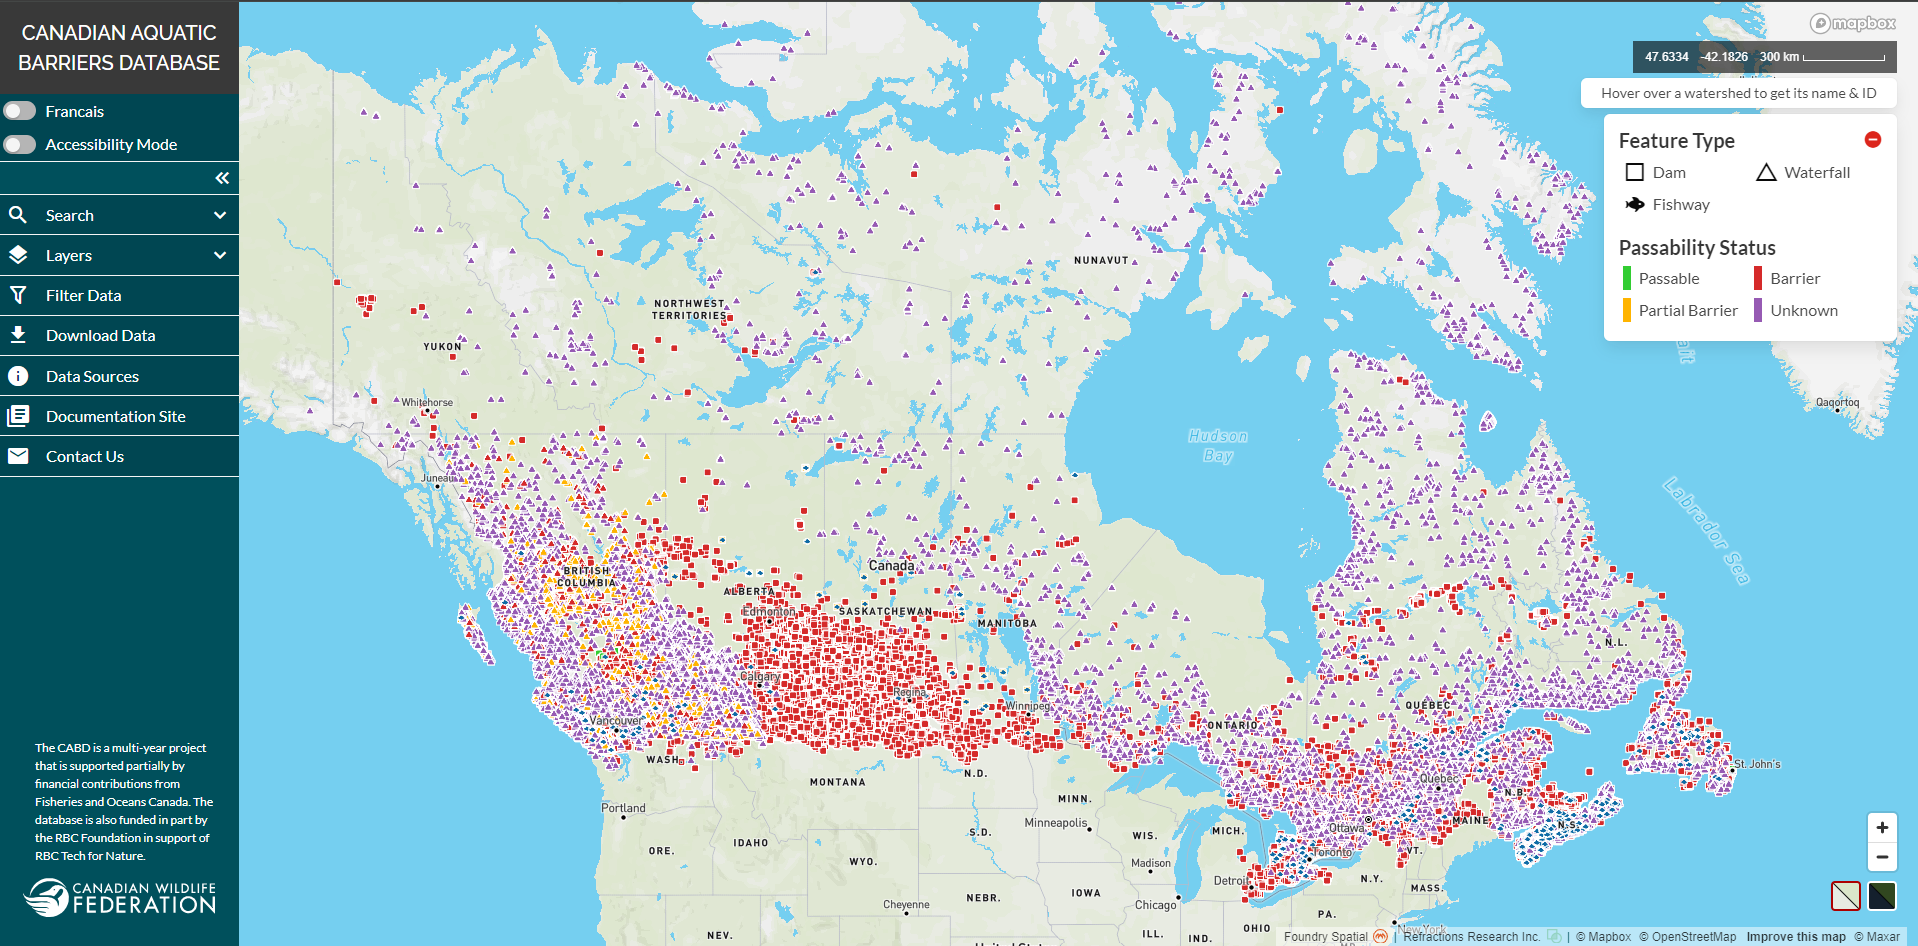 CANADIAN AQUATIC
BARRIERS DATABASE
Francais
Accessibility Mode
Search
Layers
Filter Data
Download Data
Data Sources
Documentation Site
Contact Us
The CABD is a multi-year project
that is supported partially by
financial contributions from
Fisheries and Oceans Canada. The
database is also funded in part by
the RBC Foundation in support of
RBC Tech for Nature.
CANADIAN WILDLIFE
FEDERATION
mapbox
47.6334 -42.1826 300 km
Hover over a watershed to get its name & ID
Feature Type
Dam Waterfall
Fishway
Passability Status
Passable Barrier
Partial Barrier Unknown
NUNAVUT
NORTHWEST
TERRITORIES
YUKON
Whitehorse
Qaqortoq
Hudson
Bay
Juneau
Labrador Sea
Canada
BRITISH
COLUMBIA
ALBERTA
Edmonton
SASKATCHEWAN
MANITOBA
N.L.
Calgary
Regina
Winnipeg
QUÉBEC
Vancouver
ONTARIO
WASH.
St. John's
MONTANA
N.D.
Quebec
N.B.
MINN.
Portland
Minneapolis
Ottawa
MAINE
N.S.
S.D.
WIS.
MICH.
ORE.
IDAHO
Toronto
VT.
WYO.
Madison
Detroit
N.Y.
MASS.
IOWA
NEBR.
Cheyenne
Chicago
PA.
NEV.
ILL.
IND.
OHIO
New York
Foundry Spatial | Refractions Research Inc. | © Mapbox © OpenStreetMap Improve this map © Maxar